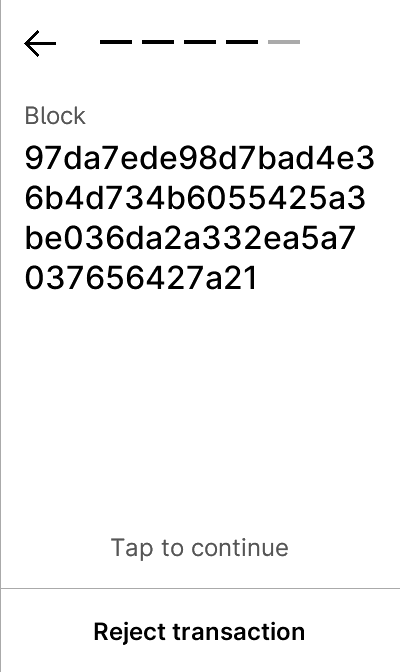 Block
97da7ede98d7bad4e3
6b4d734b6055425a3
be036da2a332ea5a7
037656427a21
Tap to continue
Reject transaction